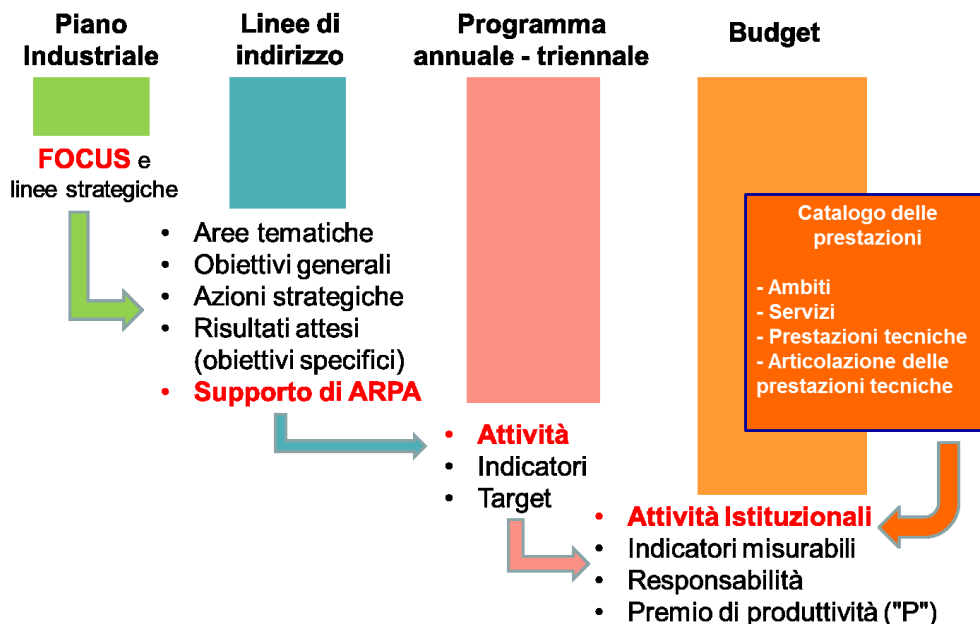 Piano
Industriale
FOCUS e
linee strategiche
Linee di
indirizzo
• Aree tematiche
• Obiettivi generali
• Azioni strategiche
• Risultati attesi
(obiettivi specifici)
• Supporto di ARPA
Programma
annuale - triennale
• Attività
• Indicatori
• Target
Budget
Catalogo delle
prestazioni
- Ambiti
- Servizi
- Prestazioni tecniche
- Articolazione delle
prestazioni tecniche
• Attività Istituzionali
• Indicatori misurabili
• Responsabilità
• Premio di produttività ("P")